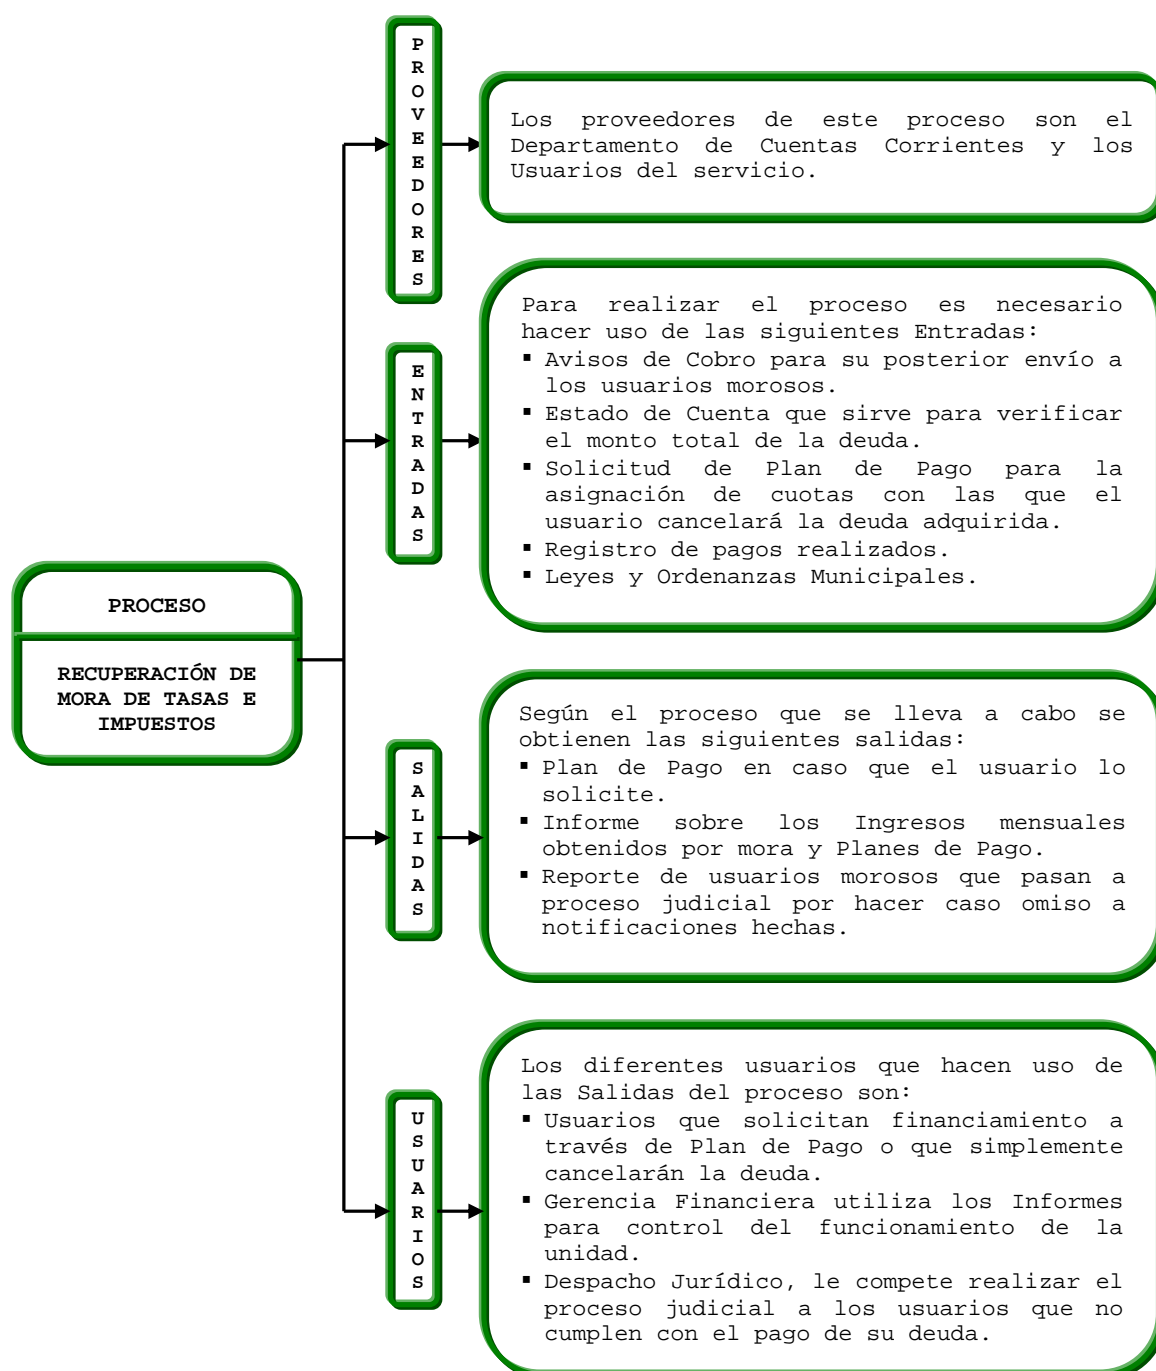 PROVEEDORES
Los proveedores de este proceso son el
Departamento de Cuentas Corrientes y los
Usuarios del servicio.
ENTRADAS
Para realizar el proceso es necesario
hacer uso de las siguientes Entradas:
▪ Avisos de Cobro para su posterior envío a
los usuarios morosos.
▪ Estado de Cuenta que sirve para verificar
el monto total de la deuda.
▪ Solicitud de Plan de Pago para la
asignación de cuotas con las que el
usuario cancelará la deuda adquirida.
▪ Registro de pagos realizados.
▪ Leyes y Ordenanzas Municipales.
PROCESO
RECUPERACIÓN DE
MORA DE TASAS E
IMPUESTOS
SALIDAS
Según el proceso que se lleva a cabo se
obtienen las siguientes salidas:
▪ Plan de Pago en caso que el usuario lo
solicite.
▪ Informe sobre los Ingresos mensuales
obtenidos por mora y Planes de Pago.
▪ Reporte de usuarios morosos que pasan a
proceso judicial por hacer caso omiso a
notificaciones hechas.
USUARIOS
Los diferentes usuarios que hacen uso de
las Salidas del proceso son:
▪ Usuarios que solicitan financiamiento a
través de Plan de Pago o que simplemente
cancelarán la deuda.
▪ Gerencia Financiera utiliza los Informes
para control del funcionamiento de la
unidad.
▪ Despacho Jurídico, le compete realizar el
proceso judicial a los usuarios que no
cumplen con el pago de su deuda.